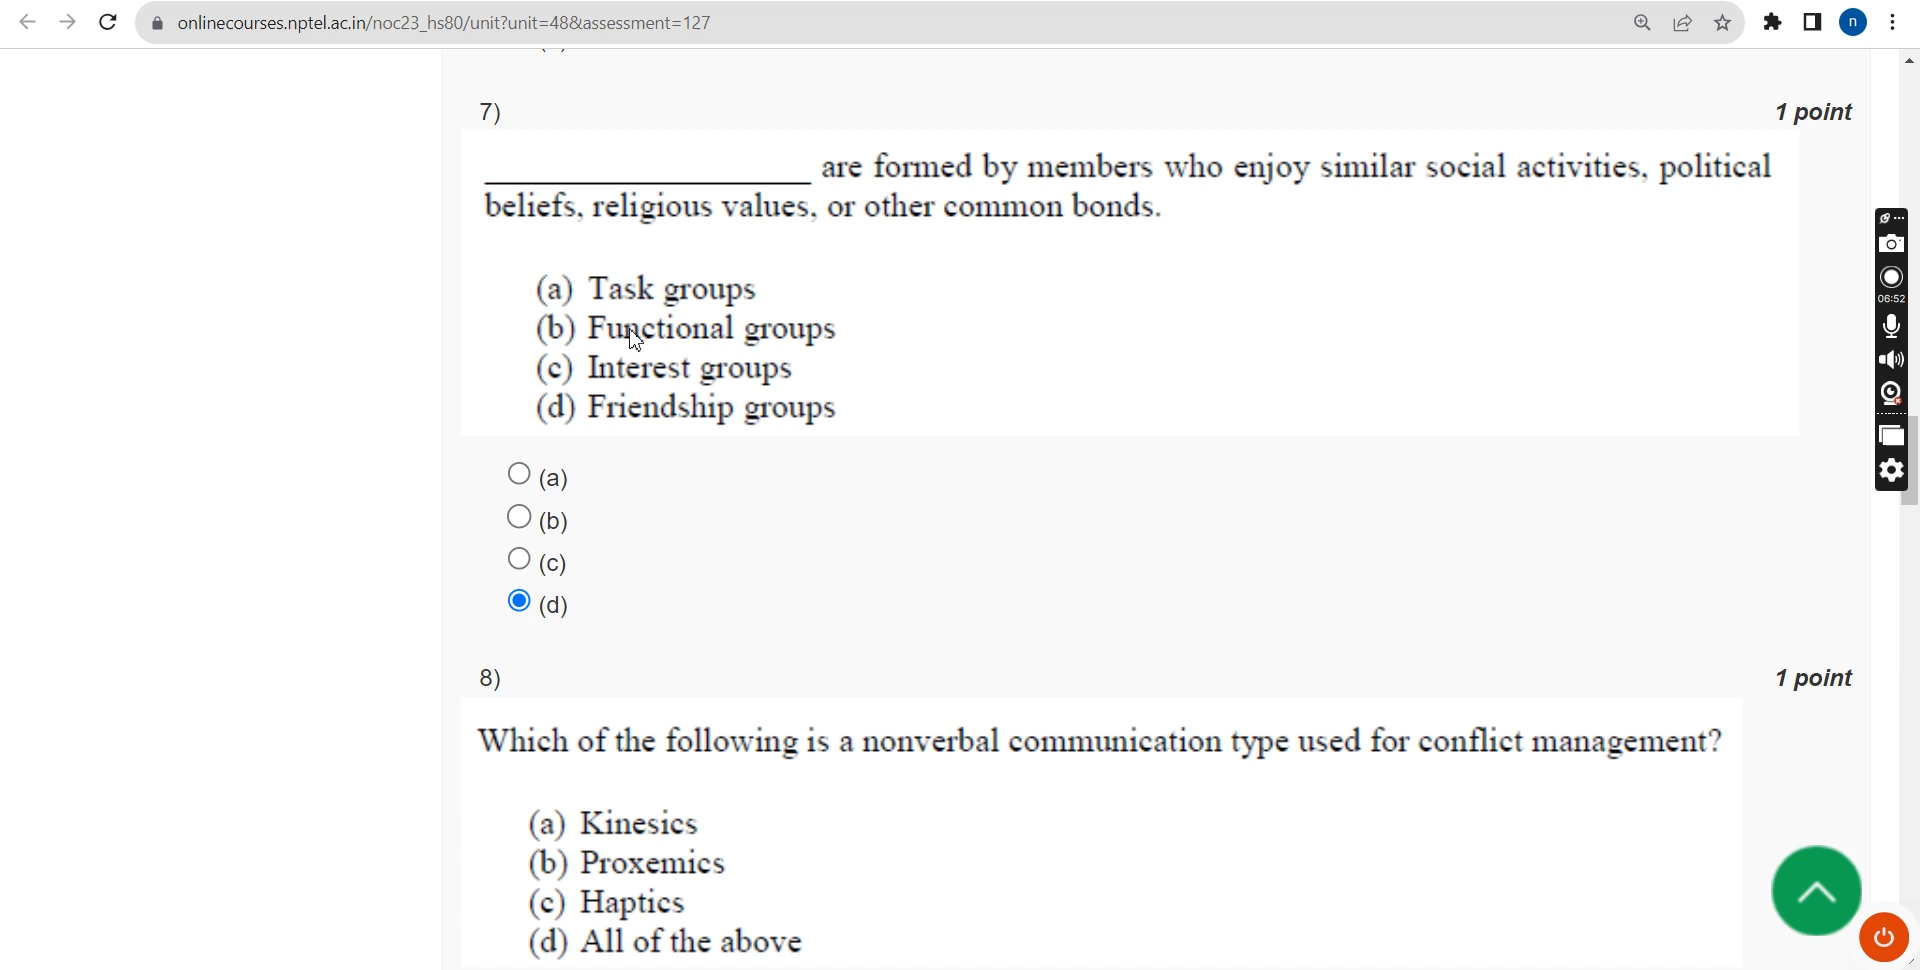 onlinecourses.nptel.ac.in/noc23_hs80/unit?unit=48&assessment=127
n
7)
1 point
________________ are formed by members who enjoy similar social activities, political
beliefs, religious values, or other common bonds.
(a) Task groups
(b) Functional groups
(c) Interest groups
(d) Friendship groups
(a)
(b)
(c)
(d)
06:52
8)
1 point
Which of the following is a nonverbal communication type used for conflict management?
(a) Kinesics
(b) Proxemics
(c) Haptics
(d) All of the above